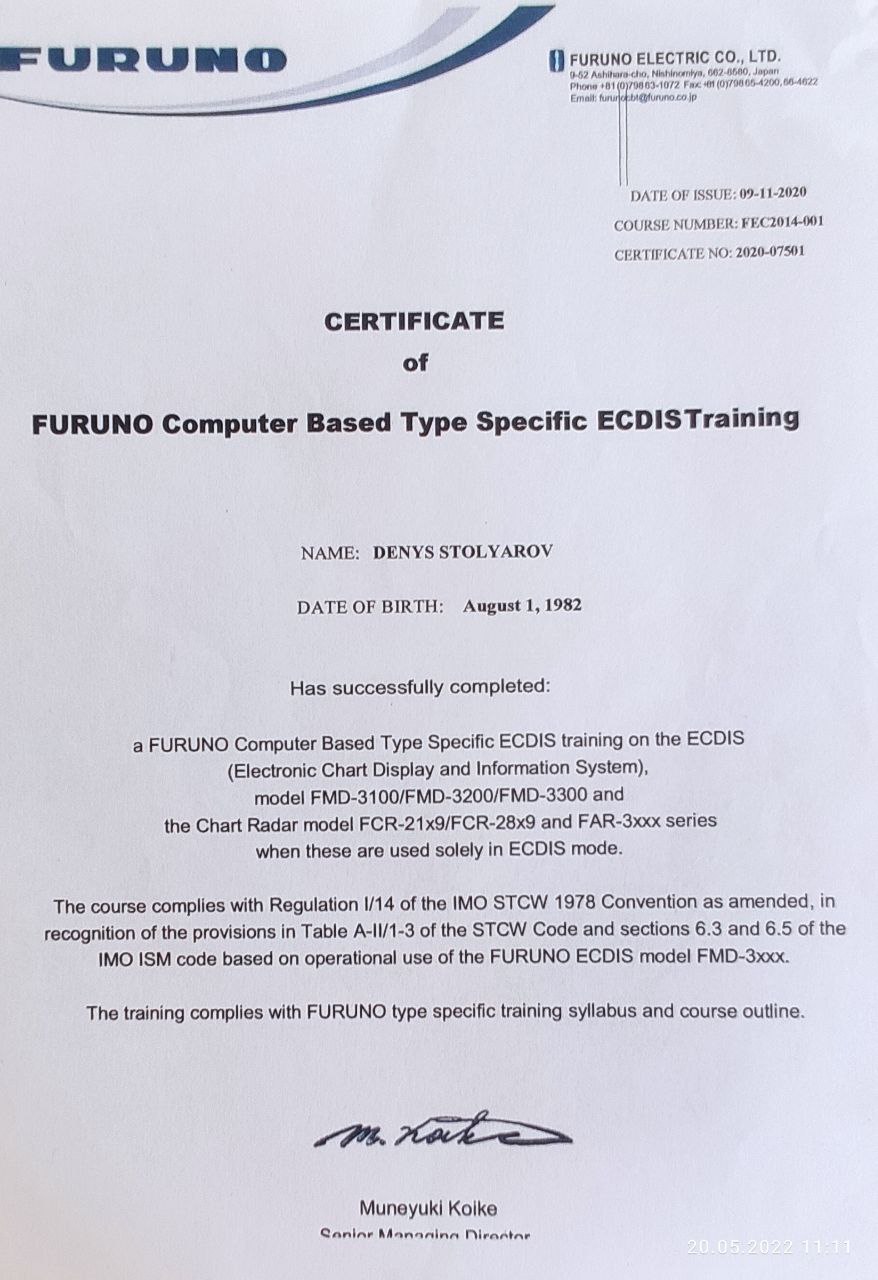 FURUNO
FURUNO ELECTRIC CO., LTD.
9-52 Ashihara-cho, Nishinomiya, 662-8580, Japan
Phone +81(0)79863-1072 Fax: +81(0)79865-4200,66-4622
Email: furunocbt@furuno.co.jp
DATE OF ISSUE: 09-11-2020
COURSE NUMBER: FEC2014-001
CERTIFICATE NO: 2020-07501
CERTIFICATE
of
FURUNO Computer Based Type Specific ECDIS Training
NAME: DENYS STOLYAROV
DATE OF BIRTH: August 1, 1982
Has successfully completed:
a FURUNO Computer Based Type Specific ECDIS training on the ECDIS
(Electronic Chart Display and Information System),
model FMD-3100/FMD-3200/FMD-3300 and
the Chart Radar model FCR-21x9/FCR-28x9 and FAR-3xxx series
when these are used solely in ECDIS mode.
The course complies with Regulation I/14 of the IMO STCW 1978 Convention as amended, in
recognition of the provisions in Table A-II/1-3 of the STCW Code and sections 6.3 and 6.5 of the
IMO ISM code based on operational use of the FURUNO ECDIS model FMD-3xxx.
The training complies with FURUNO type specific training syllabus and course outline.
M. Koike
Muneyuki Koike
Senior Managing Director
20.05.2022 11:11